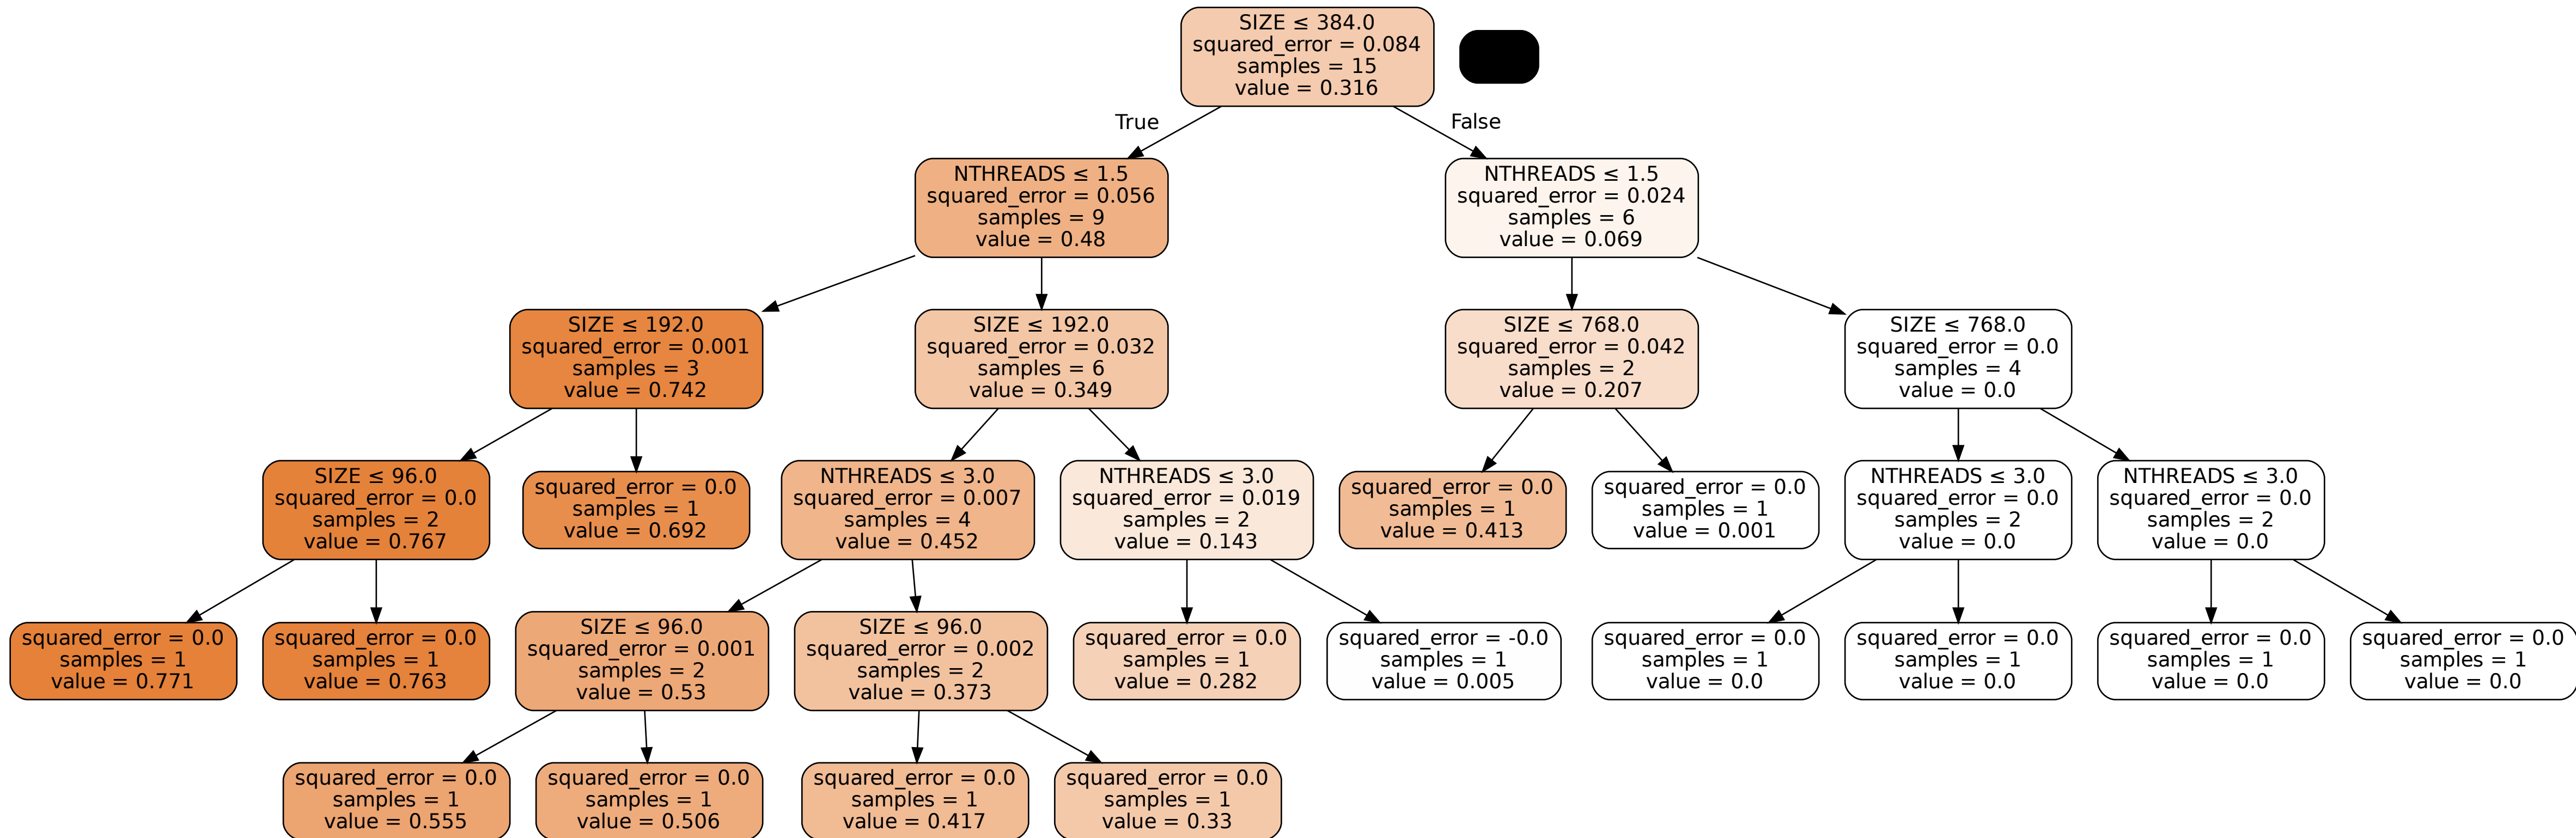 SIZE ≤ 384.0
squared_error = 0.084
samples = 15
value = 0.316
True
False
NTHREADS ≤ 1.5
squared_error = 0.056
samples = 9
value = 0.48
NTHREADS ≤ 1.5
squared_error = 0.024
samples = 6
value = 0.069
SIZE ≤ 192.0
squared_error = 0.001
samples = 3
value = 0.742
SIZE ≤ 192.0
squared_error = 0.032
samples = 6
value = 0.349
SIZE ≤ 768.0
squared_error = 0.042
samples = 2
value = 0.207
SIZE ≤ 768.0
squared_error = 0.0
samples = 4
value = 0.0
SIZE ≤ 96.0
squared_error = 0.0
samples = 2
value = 0.767
squared_error = 0.0
samples = 1
value = 0.692
NTHREADS ≤ 3.0
squared_error = 0.007
samples = 4
value = 0.452
NTHREADS ≤ 3.0
squared_error = 0.019
samples = 2
value = 0.143
squared_error = 0.0
samples = 1
value = 0.413
squared_error = 0.0
samples = 1
value = 0.001
NTHREADS ≤ 3.0
squared_error = 0.0
samples = 2
value = 0.0
NTHREADS ≤ 3.0
squared_error = 0.0
samples = 2
value = 0.0
squared_error = 0.0
samples = 1
value = 0.771
squared_error = 0.0
samples = 1
value = 0.763
SIZE ≤ 96.0
squared_error = 0.001
samples = 2
value = 0.53
SIZE ≤ 96.0
squared_error = 0.002
samples = 2
value = 0.373
squared_error = 0.0
samples = 1
value = 0.282
squared_error = -0.0
samples = 1
value = 0.005
squared_error = 0.0
samples = 1
value = 0.0
squared_error = 0.0
samples = 1
value = 0.0
squared_error = 0.0
samples = 1
value = 0.0
squared_error = 0.0
samples = 1
value = 0.0
squared_error = 0.0
samples = 1
value = 0.555
squared_error = 0.0
samples = 1
value = 0.506
squared_error = 0.0
samples = 1
value = 0.417
squared_error = 0.0
samples = 1
value = 0.33